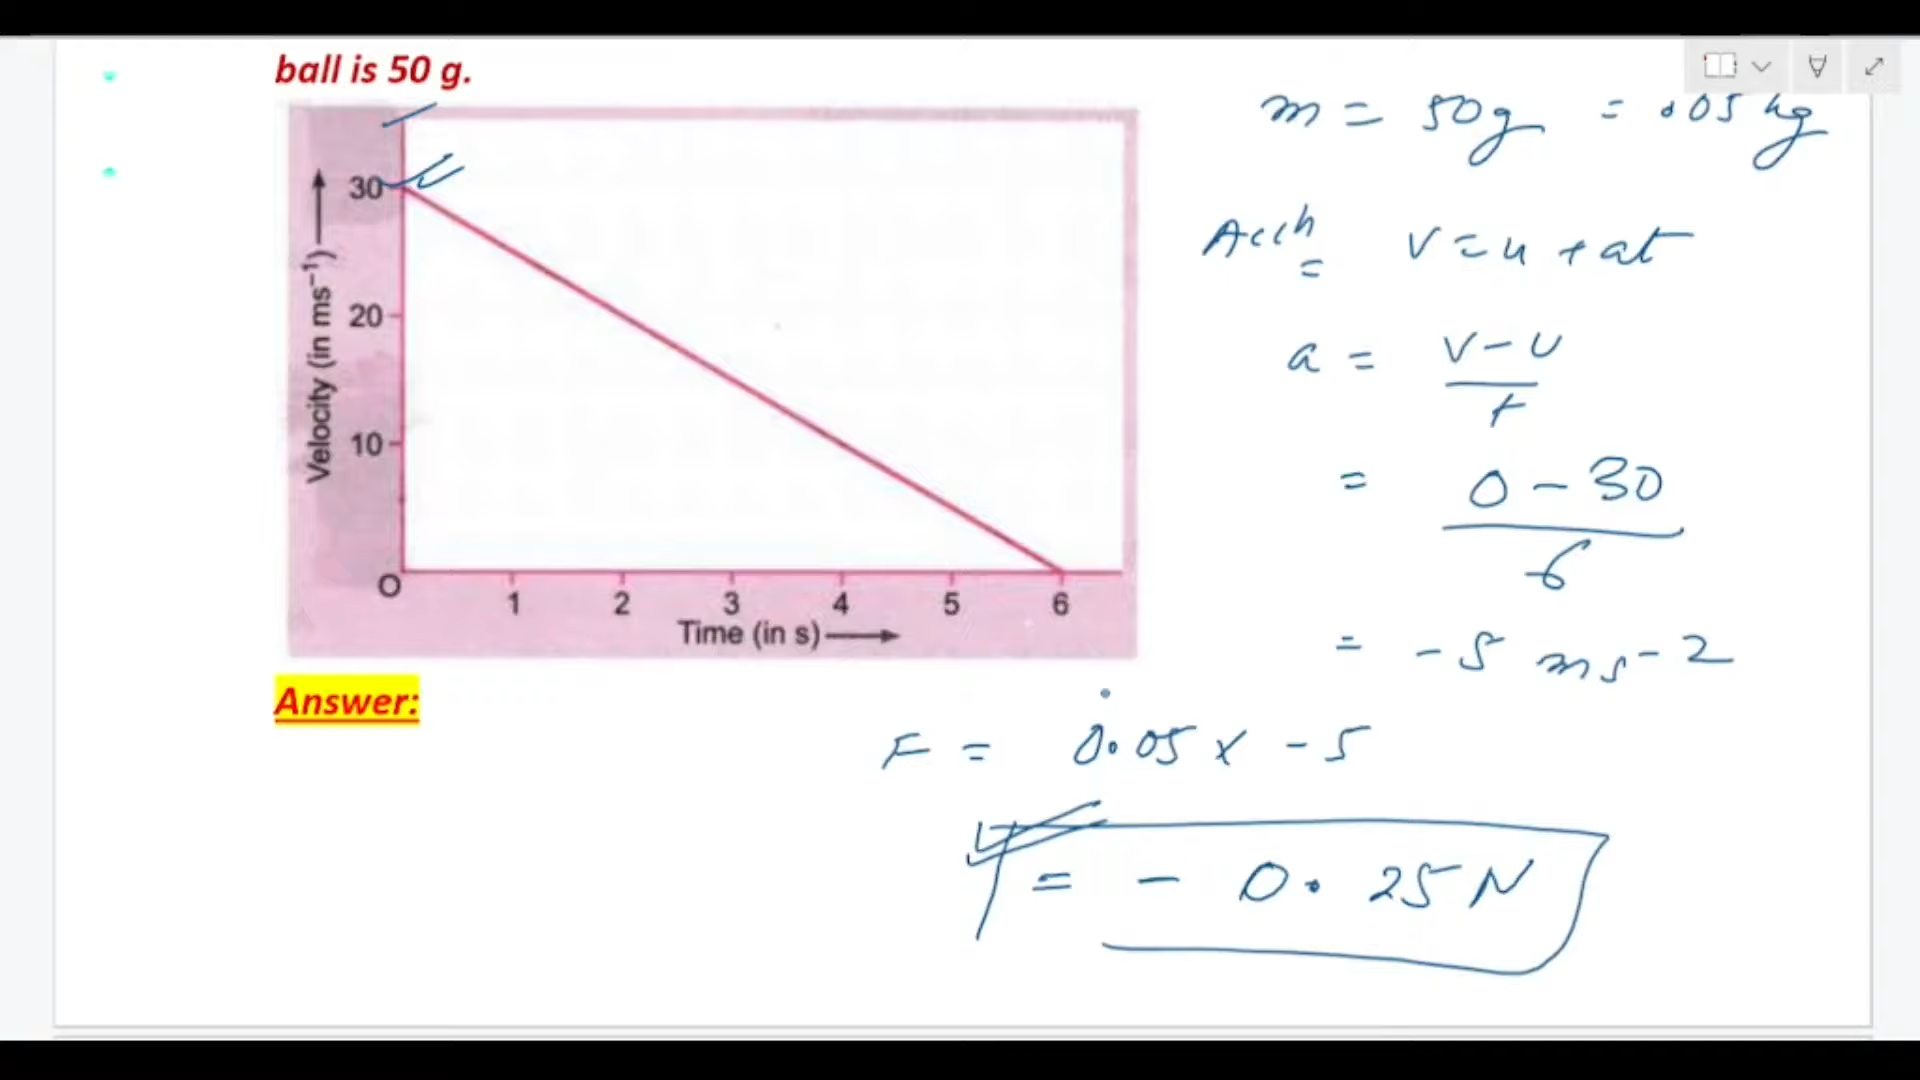 ball is 50 g.
m = 50g = .05 kg
Velocity (in ms⁻¹)
30
20
10
O
1 2 3 4 5 6
Time (in s)
Accn = v = u + at
a = v - u / t
= 0 - 30 / 6
= -5 ms-2
Answer:
F = 0.05 x - 5
= - 0.25 N